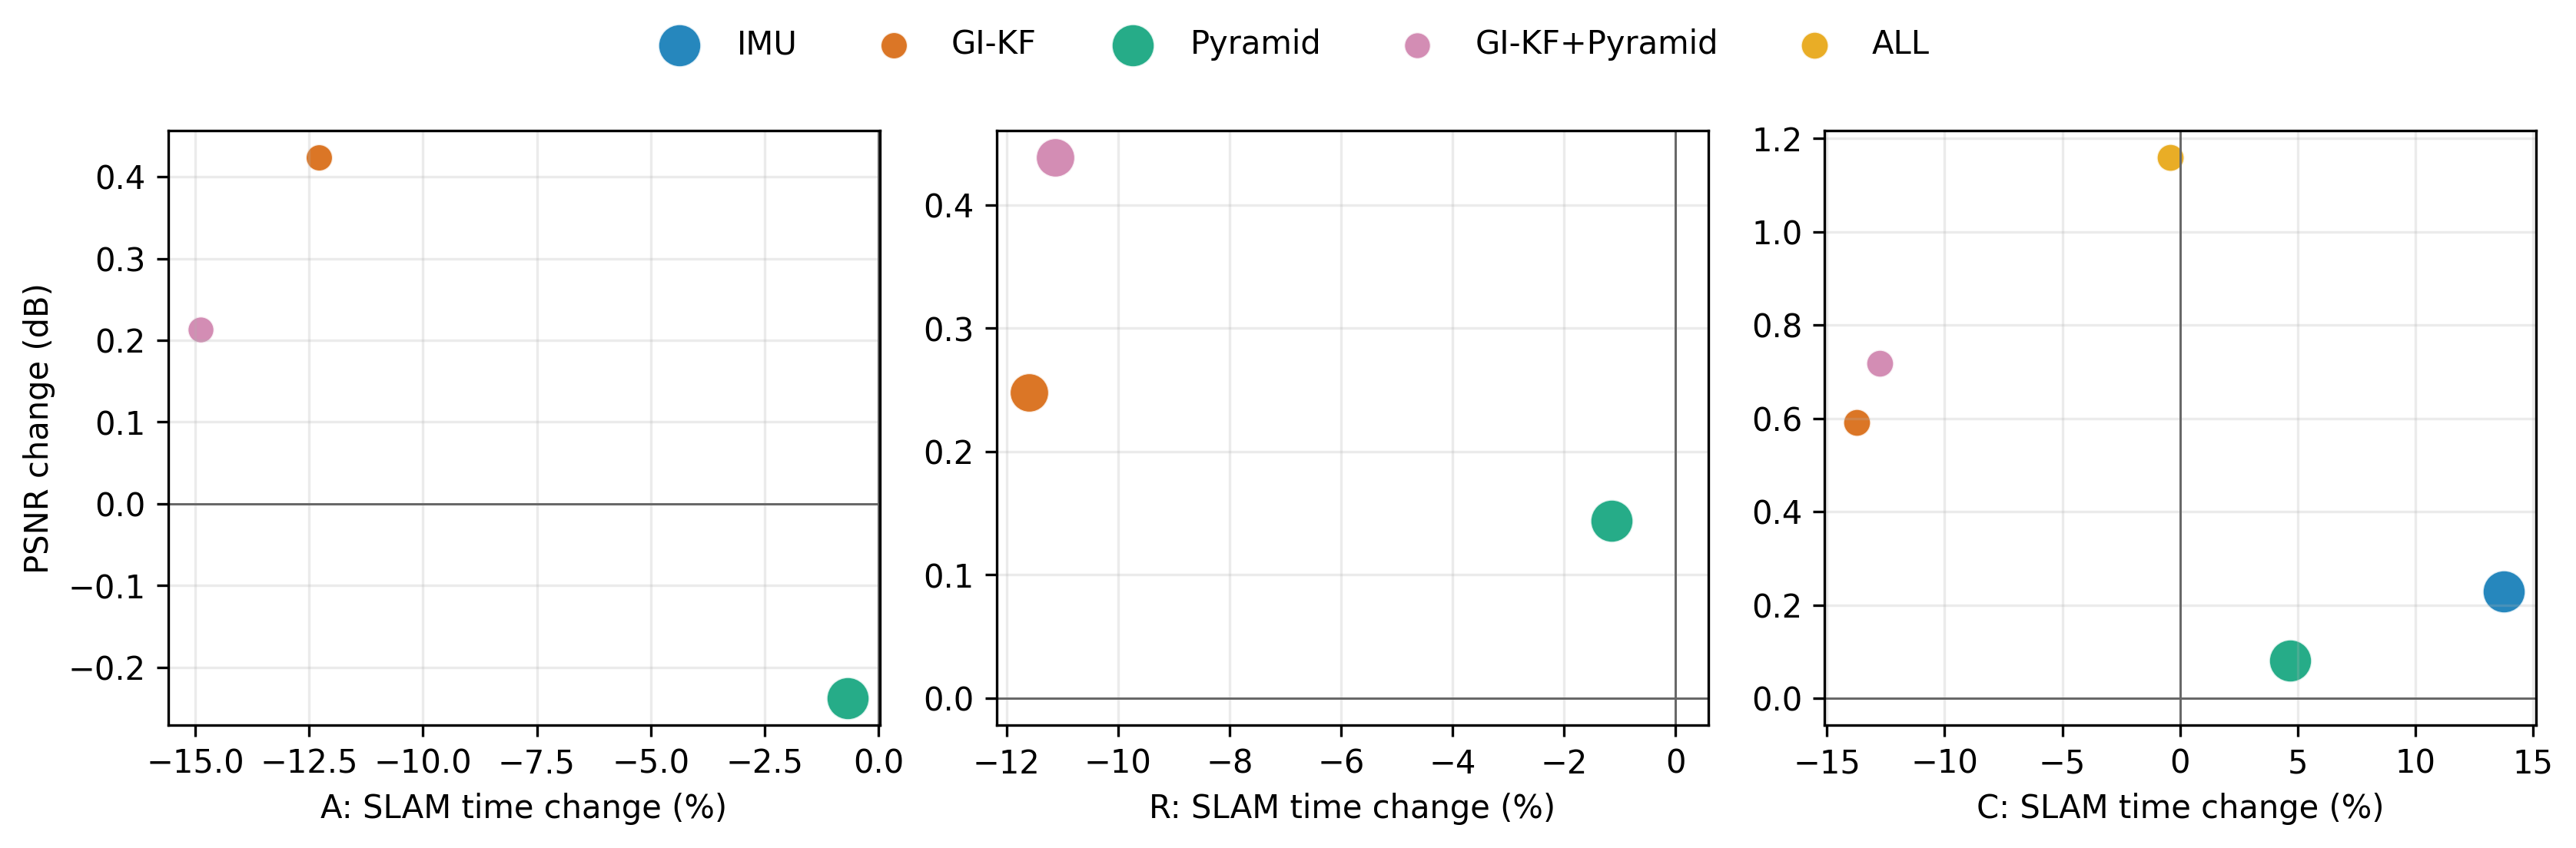 IMU GI-KF Pyramid GI-KF+Pyramid ALL
PSNR change (dB)
0.4
0.3
0.2
0.1
0.0
−0.1
−0.2
−15.0 −12.5 −10.0 −7.5 −5.0 −2.5 0.0
A: SLAM time change (%)
0.4
0.3
0.2
0.1
0.0
−12 −10 −8 −6 −4 −2 0
R: SLAM time change (%)
1.2
1.0
0.8
0.6
0.4
0.2
0.0
−15 −10 −5 0 5 10 15
C: SLAM time change (%)